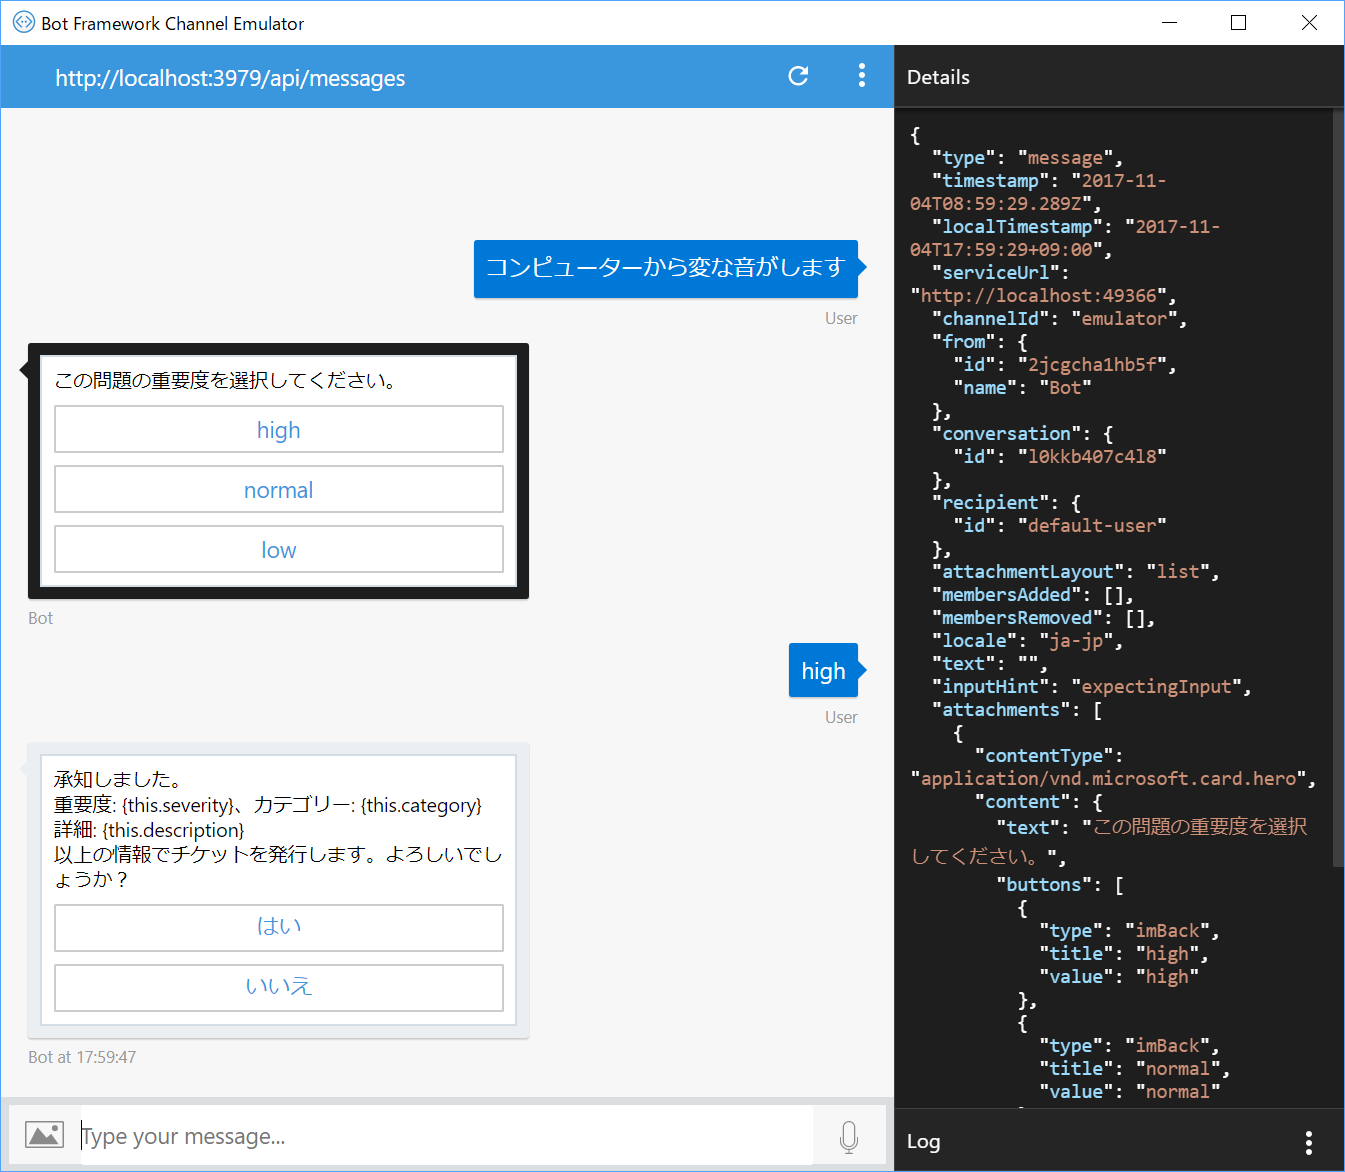 Bot Framework Channel Emulator
http://localhost:3979/api/messages
コンピューターから変な音がします
User
この問題の重要度を選択してください。
high
normal
low
Bot
high
User
承知しました。
重要度: {this.severity}、カテゴリー: {this.category}
詳細: {this.description}
以上の情報でチケットを発行します。よろしいでし
ょうか？
はい
いいえ
Bot at 17:59:47
Type your message...
Details
{
"type": "message",
"timestamp": "2017-11-
04T08:59:29.289Z",
"localTimestamp": "2017-11-
04T17:59:29+09:00",
"serviceUrl":
"http://localhost:49366",
"channelId": "emulator",
"from": {
"id": "2jcgcha1hb5f",
"name": "Bot"
},
"conversation": {
"id": "l0kkb407c4l8"
},
"recipient": {
"id": "default-user"
},
"attachmentLayout": "list",
"membersAdded": [],
"membersRemoved": [],
"locale": "ja-jp",
"text": "",
"inputHint": "expectingInput",
"attachments": [
{
"contentType":
"application/vnd.microsoft.card.hero",
"content": {
"text": "この問題の重要度を選択
してください。",
"buttons": [
{
"type": "imBack",
"title": "high",
"value": "high"
},
{
"type": "imBack",
"title": "normal",
"value": "normal"
Log